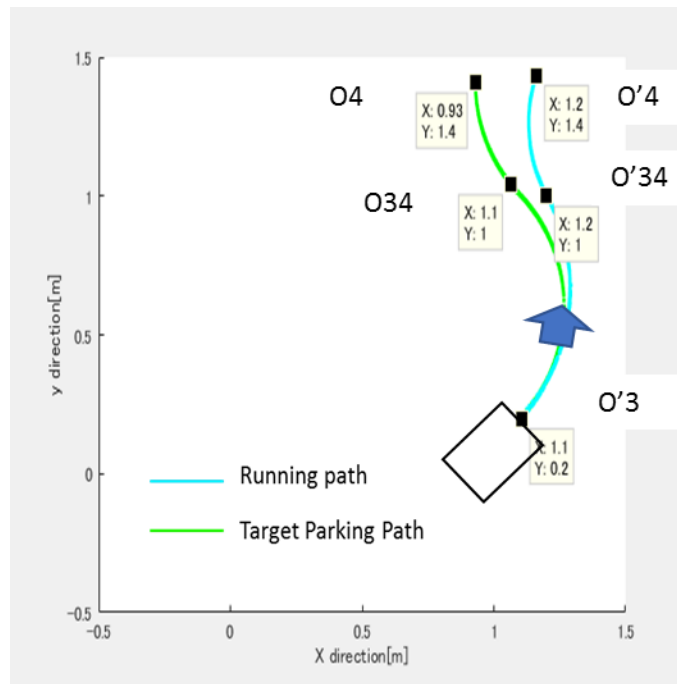 1.5
O4
O'4
X: 0.93
Y: 1.4
X: 1.2
Y: 1.4
1
O34
O'34
X: 1.1
Y: 1
X: 1.2
Y: 1
y direction[m]
0.5
O'3
X: 1.1
Y: 0.2
0
Running path
Target Parking Path
-0.5
-0.5
0
0.5
1
1.5
X direction[m]